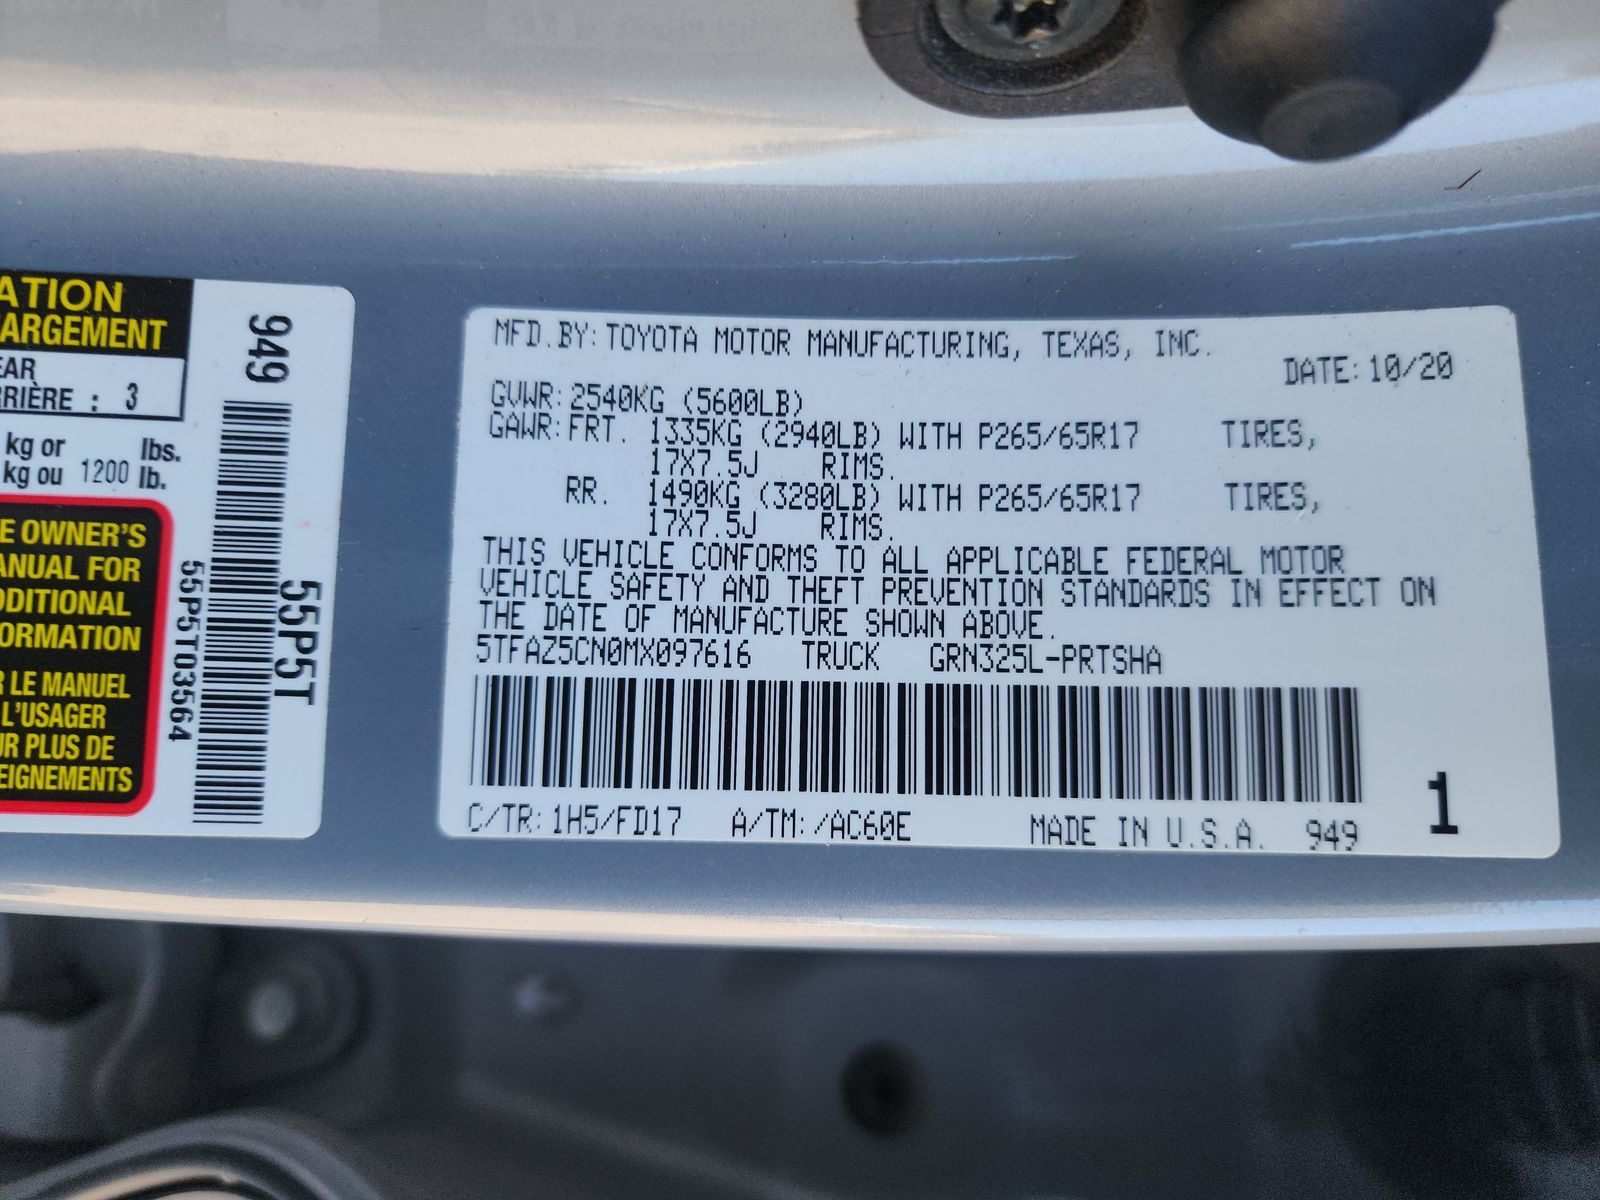 ATION
ARGEMENT
EAR
RIÈRE : 3
kg or lbs.
kg ou 1200 lb.
E OWNER'S
ANUAL FOR
DDITIONAL
FORMATION
R LE MANUEL
L'USAGER
UR PLUS DE
EIGNEMENTS
949
55P5T
55P5T03564
MFD.BY:TOYOTA MOTOR MANUFACTURING, TEXAS, INC.
DATE:10/20
GVWR:2540KG (5600LB)
GAWR:FRT. 1335KG (2940LB) WITH P265/65R17 TIRES,
17X7.5J RIMS.
RR. 1490KG (3280LB) WITH P265/65R17 TIRES,
17X7.5J RIMS.
THIS VEHICLE CONFORMS TO ALL APPLICABLE FEDERAL MOTOR
VEHICLE SAFETY AND THEFT PREVENTION STANDARDS IN EFFECT ON
THE DATE OF MANUFACTURE SHOWN ABOVE.
5TFAZ5CN0MX097616 TRUCK GRN325L-PRTSHA
C/TR:1H5/FD17 A/TM:/AC60E MADE IN U.S.A. 949 1